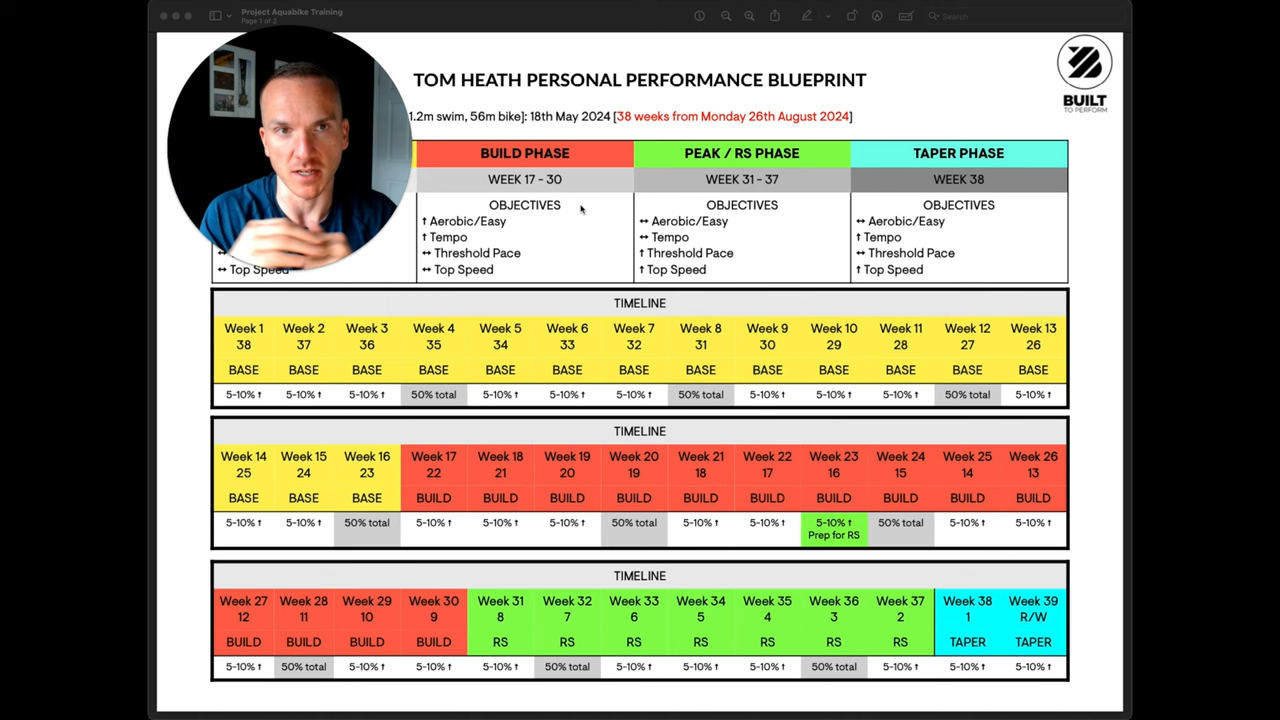 Project Aquabike Training
Page 1 of 2
Search
TOM HEATH PERSONAL PERFORMANCE BLUEPRINT
BUILT
TO PERFORM
1.2m swim, 56m bike]: 18th May 2024 [38 weeks from Monday 26th August 2024]
BUILD PHASE PEAK / RS PHASE TAPER PHASE
WEEK 17 - 30 WEEK 31 - 37 WEEK 38
OBJECTIVES OBJECTIVES OBJECTIVES
↑ Aerobic/Easy ↔ Aerobic/Easy ↔ Aerobic/Easy
↑ Tempo ↔ Tempo ↑ Tempo
↔ Threshold Pace ↑ Threshold Pace ↔ Threshold Pace
↔ Top Speed ↔ Top Speed ↑ Top Speed ↑ Top Speed
TIMELINE
Week 1 Week 2 Week 3 Week 4 Week 5 Week 6 Week 7 Week 8 Week 9 Week 10 Week 11 Week 12 Week 13
38 37 36 35 34 33 32 31 30 29 28 27 26
BASE BASE BASE BASE BASE BASE BASE BASE BASE BASE BASE BASE BASE
5-10% ↑ 5-10% ↑ 5-10% ↑ 50% total 5-10% ↑ 5-10% ↑ 5-10% ↑ 50% total 5-10% ↑ 5-10% ↑ 5-10% ↑ 50% total 5-10% ↑
TIMELINE
Week 14 Week 15 Week 16 Week 17 Week 18 Week 19 Week 20 Week 21 Week 22 Week 23 Week 24 Week 25 Week 26
25 24 23 22 21 20 19 18 17 16 15 14 13
BASE BASE BASE BUILD BUILD BUILD BUILD BUILD BUILD BUILD BUILD BUILD BUILD
5-10% ↑ 5-10% ↑ 50% total 5-10% ↑ 5-10% ↑ 5-10% ↑ 50% total 5-10% ↑ 5-10% ↑ 5-10% ↑ 50% total 5-10% ↑ 5-10% ↑
Prep for RS
TIMELINE
Week 27 Week 28 Week 29 Week 30 Week 31 Week 32 Week 33 Week 34 Week 35 Week 36 Week 37 Week 38 Week 39
12 11 10 9 8 7 6 5 4 3 2 1 R/W
BUILD BUILD BUILD BUILD RS RS RS RS RS RS RS TAPER TAPER
5-10% ↑ 50% total 5-10% ↑ 5-10% ↑ 5-10% ↑ 50% total 5-10% ↑ 5-10% ↑ 5-10% ↑ 50% total 5-10% ↑ 5-10% ↑ 5-10% ↑